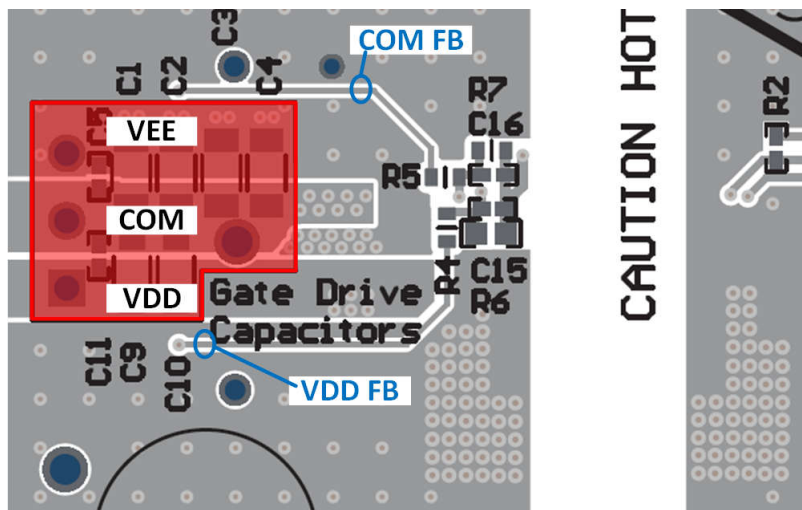 C3
COM FB
C1
C2
C4
R7
C16
C5
VEE
R5
COM
VDD
Gate Drive
Capacitors
R4
C15
R6
C11
C9
C10
VDD FB
CAUTION HOT
R2